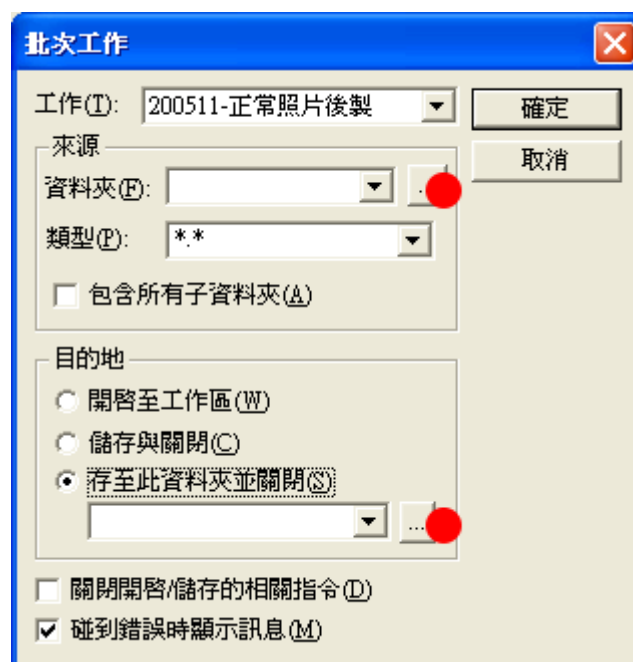 批次工作
工作(T): 200511-正常照片後製
確定
來源
取消
資料夾(F):
類型(P): *.*
包含所有子資料夾(A)
目的地
開啓至工作區(W)
儲存與關閉(C)
存至此資料夾並關閉(S)
...
關閉開啓/儲存的相關指令(D)
碰到錯誤時顯示訊息(M)